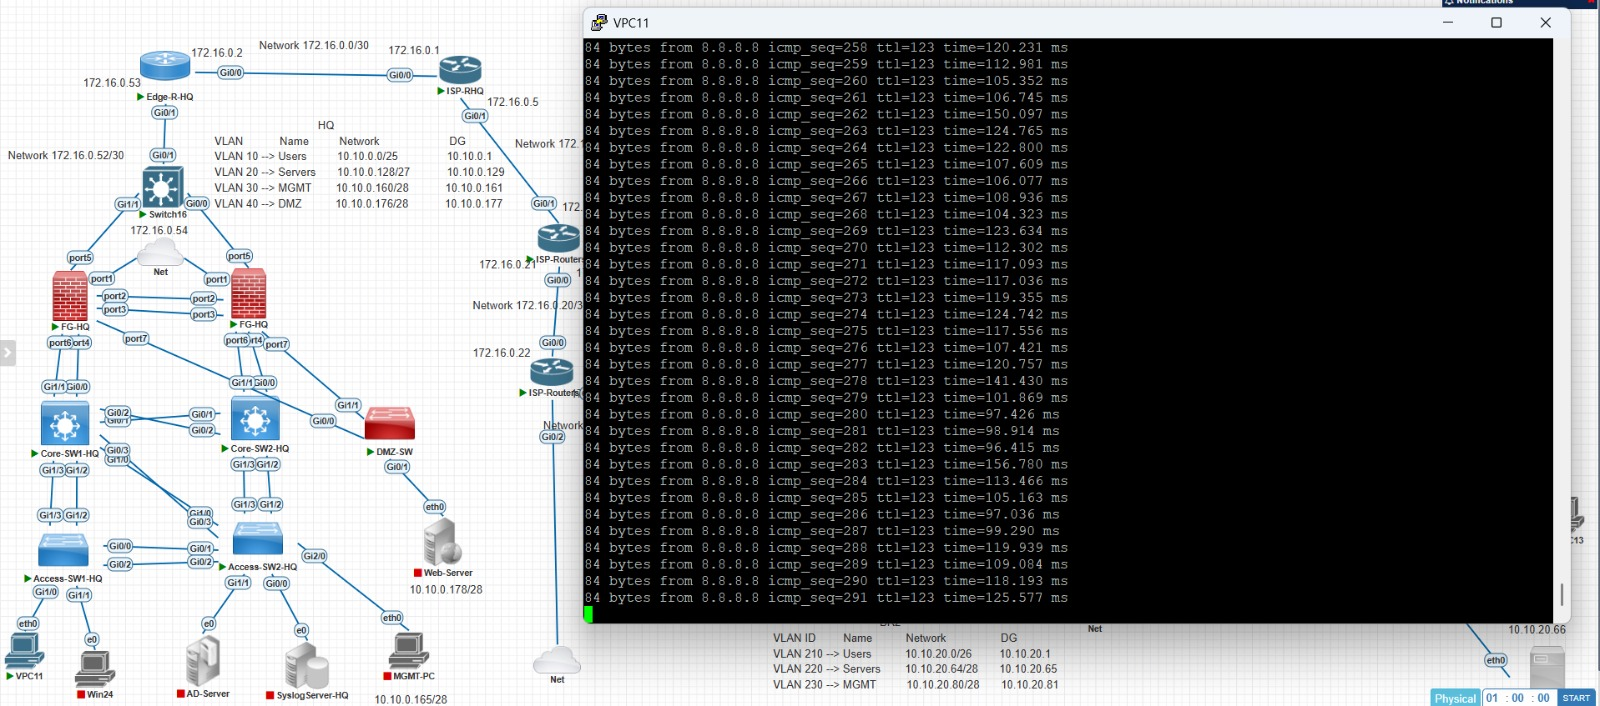 Notifications
VPC11
84 bytes from 8.8.8.8 icmp_seq=258 ttl=123 time=120.231 ms
84 bytes from 8.8.8.8 icmp_seq=259 ttl=123 time=112.981 ms
84 bytes from 8.8.8.8 icmp_seq=260 ttl=123 time=105.352 ms
84 bytes from 8.8.8.8 icmp_seq=261 ttl=123 time=106.745 ms
84 bytes from 8.8.8.8 icmp_seq=262 ttl=123 time=150.097 ms
84 bytes from 8.8.8.8 icmp_seq=263 ttl=123 time=124.765 ms
84 bytes from 8.8.8.8 icmp_seq=264 ttl=123 time=122.800 ms
84 bytes from 8.8.8.8 icmp_seq=265 ttl=123 time=107.609 ms
84 bytes from 8.8.8.8 icmp_seq=266 ttl=123 time=106.077 ms
84 bytes from 8.8.8.8 icmp_seq=267 ttl=123 time=108.936 ms
84 bytes from 8.8.8.8 icmp_seq=268 ttl=123 time=104.323 ms
84 bytes from 8.8.8.8 icmp_seq=269 ttl=123 time=123.634 ms
84 bytes from 8.8.8.8 icmp_seq=270 ttl=123 time=112.302 ms
84 bytes from 8.8.8.8 icmp_seq=271 ttl=123 time=117.093 ms
84 bytes from 8.8.8.8 icmp_seq=272 ttl=123 time=117.036 ms
84 bytes from 8.8.8.8 icmp_seq=273 ttl=123 time=119.355 ms
84 bytes from 8.8.8.8 icmp_seq=274 ttl=123 time=124.742 ms
84 bytes from 8.8.8.8 icmp_seq=275 ttl=123 time=117.556 ms
84 bytes from 8.8.8.8 icmp_seq=276 ttl=123 time=107.421 ms
84 bytes from 8.8.8.8 icmp_seq=277 ttl=123 time=120.757 ms
84 bytes from 8.8.8.8 icmp_seq=278 ttl=123 time=141.430 ms
84 bytes from 8.8.8.8 icmp_seq=279 ttl=123 time=101.869 ms
84 bytes from 8.8.8.8 icmp_seq=280 ttl=123 time=97.426 ms
84 bytes from 8.8.8.8 icmp_seq=281 ttl=123 time=98.914 ms
84 bytes from 8.8.8.8 icmp_seq=282 ttl=123 time=96.415 ms
84 bytes from 8.8.8.8 icmp_seq=283 ttl=123 time=156.780 ms
84 bytes from 8.8.8.8 icmp_seq=284 ttl=123 time=113.466 ms
84 bytes from 8.8.8.8 icmp_seq=285 ttl=123 time=105.163 ms
84 bytes from 8.8.8.8 icmp_seq=286 ttl=123 time=97.036 ms
84 bytes from 8.8.8.8 icmp_seq=287 ttl=123 time=99.290 ms
84 bytes from 8.8.8.8 icmp_seq=288 ttl=123 time=119.939 ms
84 bytes from 8.8.8.8 icmp_seq=289 ttl=123 time=109.084 ms
84 bytes from 8.8.8.8 icmp_seq=290 ttl=123 time=118.193 ms
84 bytes from 8.8.8.8 icmp_seq=291 ttl=123 time=125.577 ms
172.16.0.2 Network 172.16.0.0/30 172.16.0.1
Gi0/0 Gi0/0
172.16.0.53
Edge-R-HQ ISP-RHQ
172.16.0.5
Gi0/1 Gi0/1
HQ
VLAN Name Network DG
VLAN 10 --> Users 10.10.0.0/25 10.10.0.1
VLAN 20 --> Servers 10.10.0.128/27 10.10.0.129
VLAN 30 --> MGMT 10.10.0.160/28 10.10.0.161
VLAN 40 --> DMZ 10.10.0.176/28 10.10.0.177
Network 172.16.0.52/30 Gi0/1
Network 172.
Gi1/1 Gi0/0 Gi0/1 172.
Switch16
172.16.0.54
port5 port5
Net
172.16.0.21 ISP-Router
port1 port1 Gi0/0
port2 port2
port3 port3
Network 172.16.0.20/3
FG-HQ FG-HQ
port6 ort4 port7 port6 rt4 port7
Gi0/0
172.16.0.22
Gi1/1 Gi0/0 Gi1/1 Gi0/0
ISP-Router
Gi0/2 Gi0/1 Gi0/1 Gi0/2
Gi0/0 Gi1/1
Network
Gi0/2
Core-SW1-HQ Core-SW2-HQ DMZ-SW
Gi0/3 Gi1/0
Gi1/3 Gi1/2 Gi1/3 Gi1/2 Gi0/1
Gi1/3 Gi1/2 Gi1/0 Gi0/3 Gi1/3 Gi1/2 eth0
Gi0/0 Gi0/1
Gi0/2 Gi0/2 Gi2/0
Access-SW1-HQ Access-SW2-HQ Web-Server
10.10.0.178/28
Gi1/0 Gi1/1 Gi1/1 Gi0/0
eth0 e0 e0 e0 eth0
VPC11 Win24 AD-Server SyslogServer-HQ MGMT-PC
10.10.0.165/28
Net
C13
Net
10.10.20.66
VLAN ID Name Network DG
VLAN 210 --> Users 10.10.20.0/26 10.10.20.1
VLAN 220 --> Servers 10.10.20.64/28 10.10.20.65
VLAN 230 --> MGMT 10.10.20.80/28 10.10.20.81
eth0
Physical 01 : 00 : 00 START